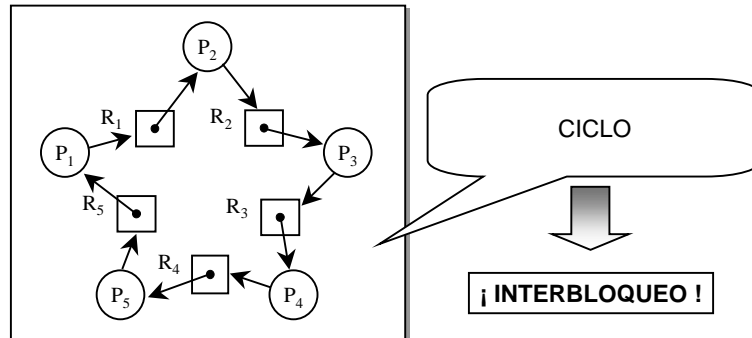 P2
R1
R2
P1
P3
R5
R3
R4
P5
P4
CICLO
¡ INTERBLOQUEO !